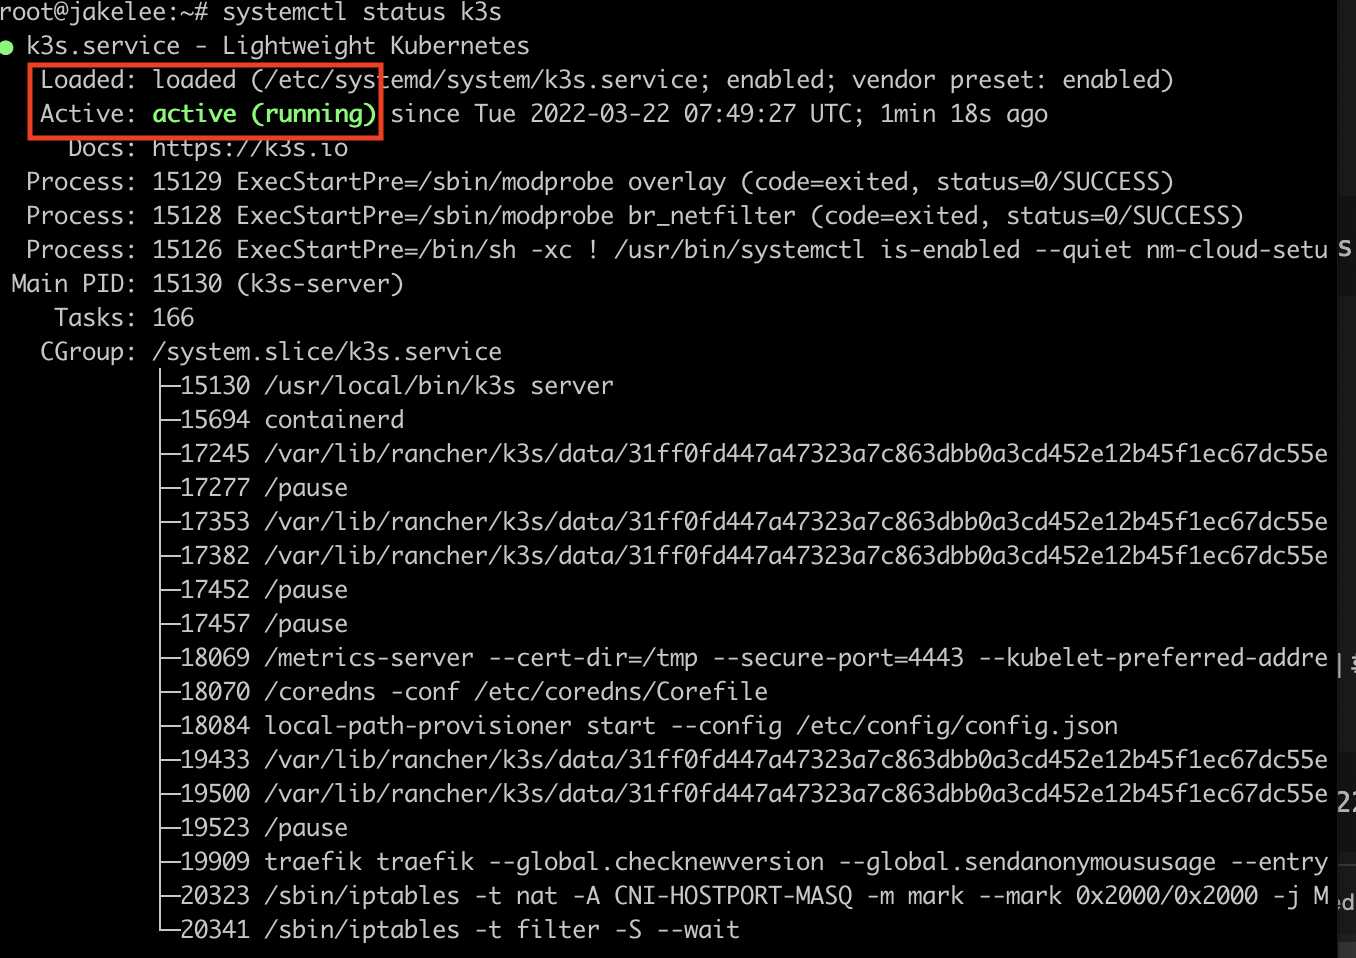 root@jakelee:~# systemctl status k3s
● k3s.service - Lightweight Kubernetes
Loaded: loaded (/etc/systemd/system/k3s.service; enabled; vendor preset: enabled)
Active: active (running) since Tue 2022-03-22 07:49:27 UTC; 1min 18s ago
Docs: https://k3s.io
Process: 15129 ExecStartPre=/sbin/modprobe overlay (code=exited, status=0/SUCCESS)
Process: 15128 ExecStartPre=/sbin/modprobe br_netfilter (code=exited, status=0/SUCCESS)
Process: 15126 ExecStartPre=/bin/sh -xc ! /usr/bin/systemctl is-enabled --quiet nm-cloud-setu
Main PID: 15130 (k3s-server)
Tasks: 166
CGroup: /system.slice/k3s.service
├─15130 /usr/local/bin/k3s server
├─15694 containerd
├─17245 /var/lib/rancher/k3s/data/31ff0fd447a47323a7c863dbb0a3cd452e12b45f1ec67dc55e
├─17277 /pause
├─17353 /var/lib/rancher/k3s/data/31ff0fd447a47323a7c863dbb0a3cd452e12b45f1ec67dc55e
├─17382 /var/lib/rancher/k3s/data/31ff0fd447a47323a7c863dbb0a3cd452e12b45f1ec67dc55e
├─17452 /pause
├─17457 /pause
├─18069 /metrics-server --cert-dir=/tmp --secure-port=4443 --kubelet-preferred-addre
├─18070 /coredns -conf /etc/coredns/Corefile
├─18084 local-path-provisioner start --config /etc/config/config.json
├─19433 /var/lib/rancher/k3s/data/31ff0fd447a47323a7c863dbb0a3cd452e12b45f1ec67dc55e
├─19500 /var/lib/rancher/k3s/data/31ff0fd447a47323a7c863dbb0a3cd452e12b45f1ec67dc55e
├─19523 /pause
├─19909 traefik traefik --global.checknewversion --global.sendanonymoususage --entry
├─20323 /sbin/iptables -t nat -A CNI-HOSTPORT-MASQ -m mark --mark 0x2000/0x2000 -j M
└─20341 /sbin/iptables -t filter -S --wait